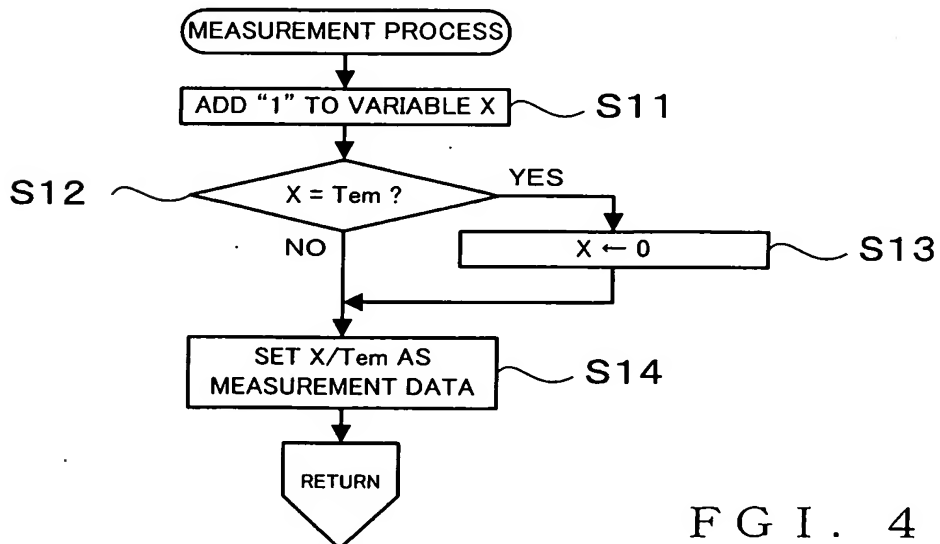 MEASUREMENT PROCESS
ADD "1" TO VARIABLE X
S11
S12
X = Tem ?
YES
NO
X ← 0
S13
SET X/Tem AS
MEASUREMENT DATA
S14
RETURN
FGI. 4